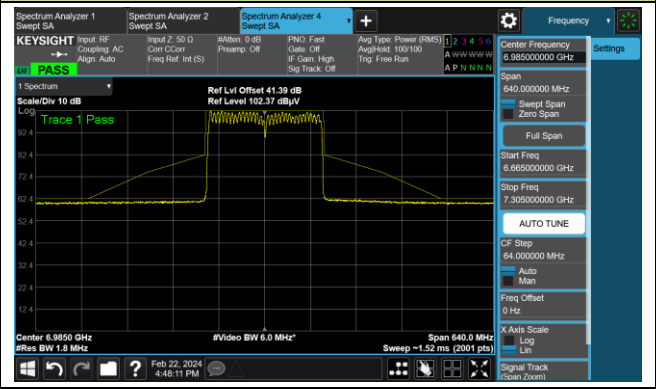 Spectrum Analyzer 1
Swept SA
Spectrum Analyzer 2
Swept SA
Spectrum Analyzer 4
Swept SA
Frequency
KEYSIGHT
Input: RF
Coupling: AC
Align: Auto
Input Z: 50 Ω
Corr CCorr
Freq Ref: Int (S)
#Atten: 0 dB
Preamp: Off
PNO: Fast
Gate: Off
IF Gain: High
Sig Track: Off
Avg Type: Power (RMS)
Avg|Hold: 100/100
Trig: Free Run
1 2 3 4 5 6
A W W W W W
A P N N N N
LXI
PASS
1 Spectrum
Scale/Div 10 dB
Ref Lvl Offset 41.39 dB
Ref Level 102.37 dBµV
Log
Trace 1 Pass
92.4
82.4
72.4
62.4
52.4
42.4
32.4
22.4
12.4
Center 6.9850 GHz
#Res BW 1.8 MHz
#Video BW 6.0 MHz*
Span 640.0 MHz
Sweep ~1.52 ms (2001 pts)
Center Frequency
6.985000000 GHz
Settings
Span
640.000000 MHz
Swept Span
Zero Span
Full Span
Start Freq
6.665000000 GHz
Stop Freq
7.305000000 GHz
AUTO TUNE
CF Step
64.000000 MHz
Auto
Man
Freq Offset
0 Hz
X Axis Scale
Log
Lin
Signal Track
(Span Zoom)
?
Feb 22, 2024
4:48:11 PM